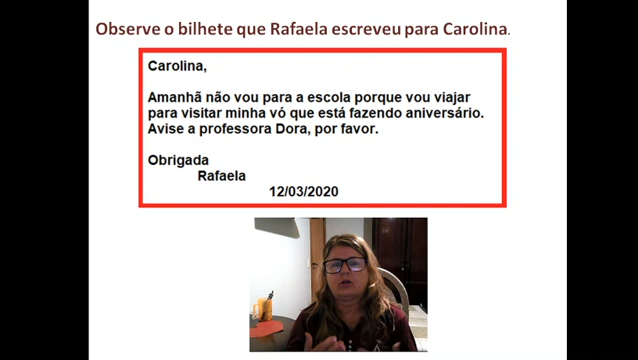 Observe o bilhete que Rafaela escreveu para Carolina.
Carolina,
Amanhã não vou para a escola porque vou viajar
para visitar minha vó que está fazendo aniversário.
Avise a professora Dora, por favor.
Obrigada
Rafaela
12/03/2020